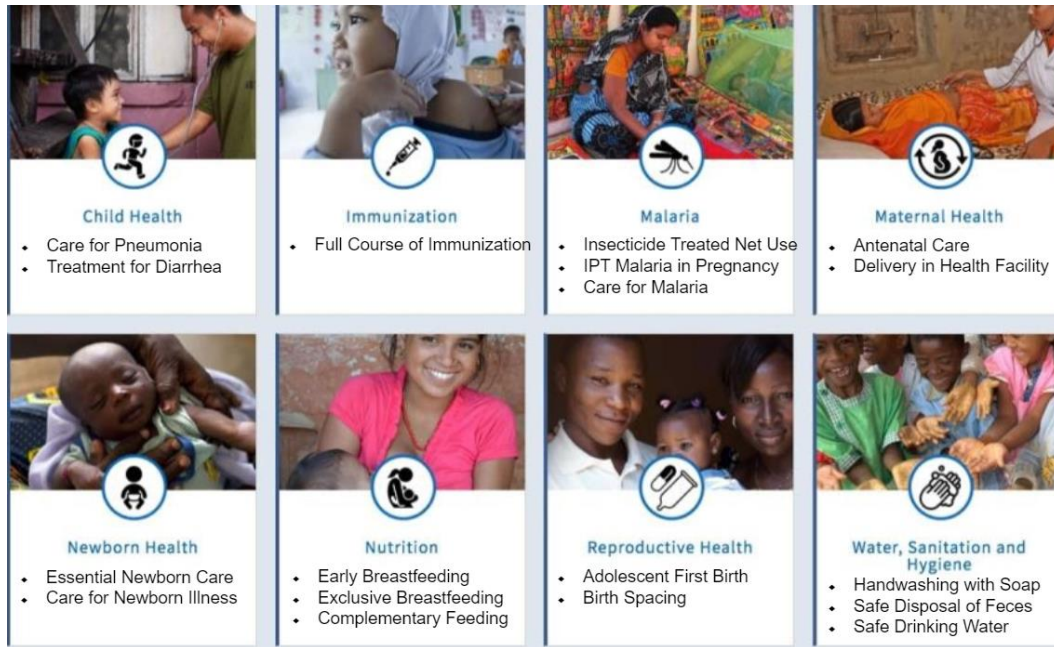 Child Health
• Care for Pneumonia
• Treatment for Diarrhea
Immunization
• Full Course of Immunization
Malaria
• Insecticide Treated Net Use
• IPT Malaria in Pregnancy
• Care for Malaria
Maternal Health
• Antenatal Care
• Delivery in Health Facility
Newborn Health
• Essential Newborn Care
• Care for Newborn Illness
Nutrition
• Early Breastfeeding
• Exclusive Breastfeeding
• Complementary Feeding
Reproductive Health
• Adolescent First Birth
• Birth Spacing
Water, Sanitation and
Hygiene
• Handwashing with Soap
• Safe Disposal of Feces
• Safe Drinking Water